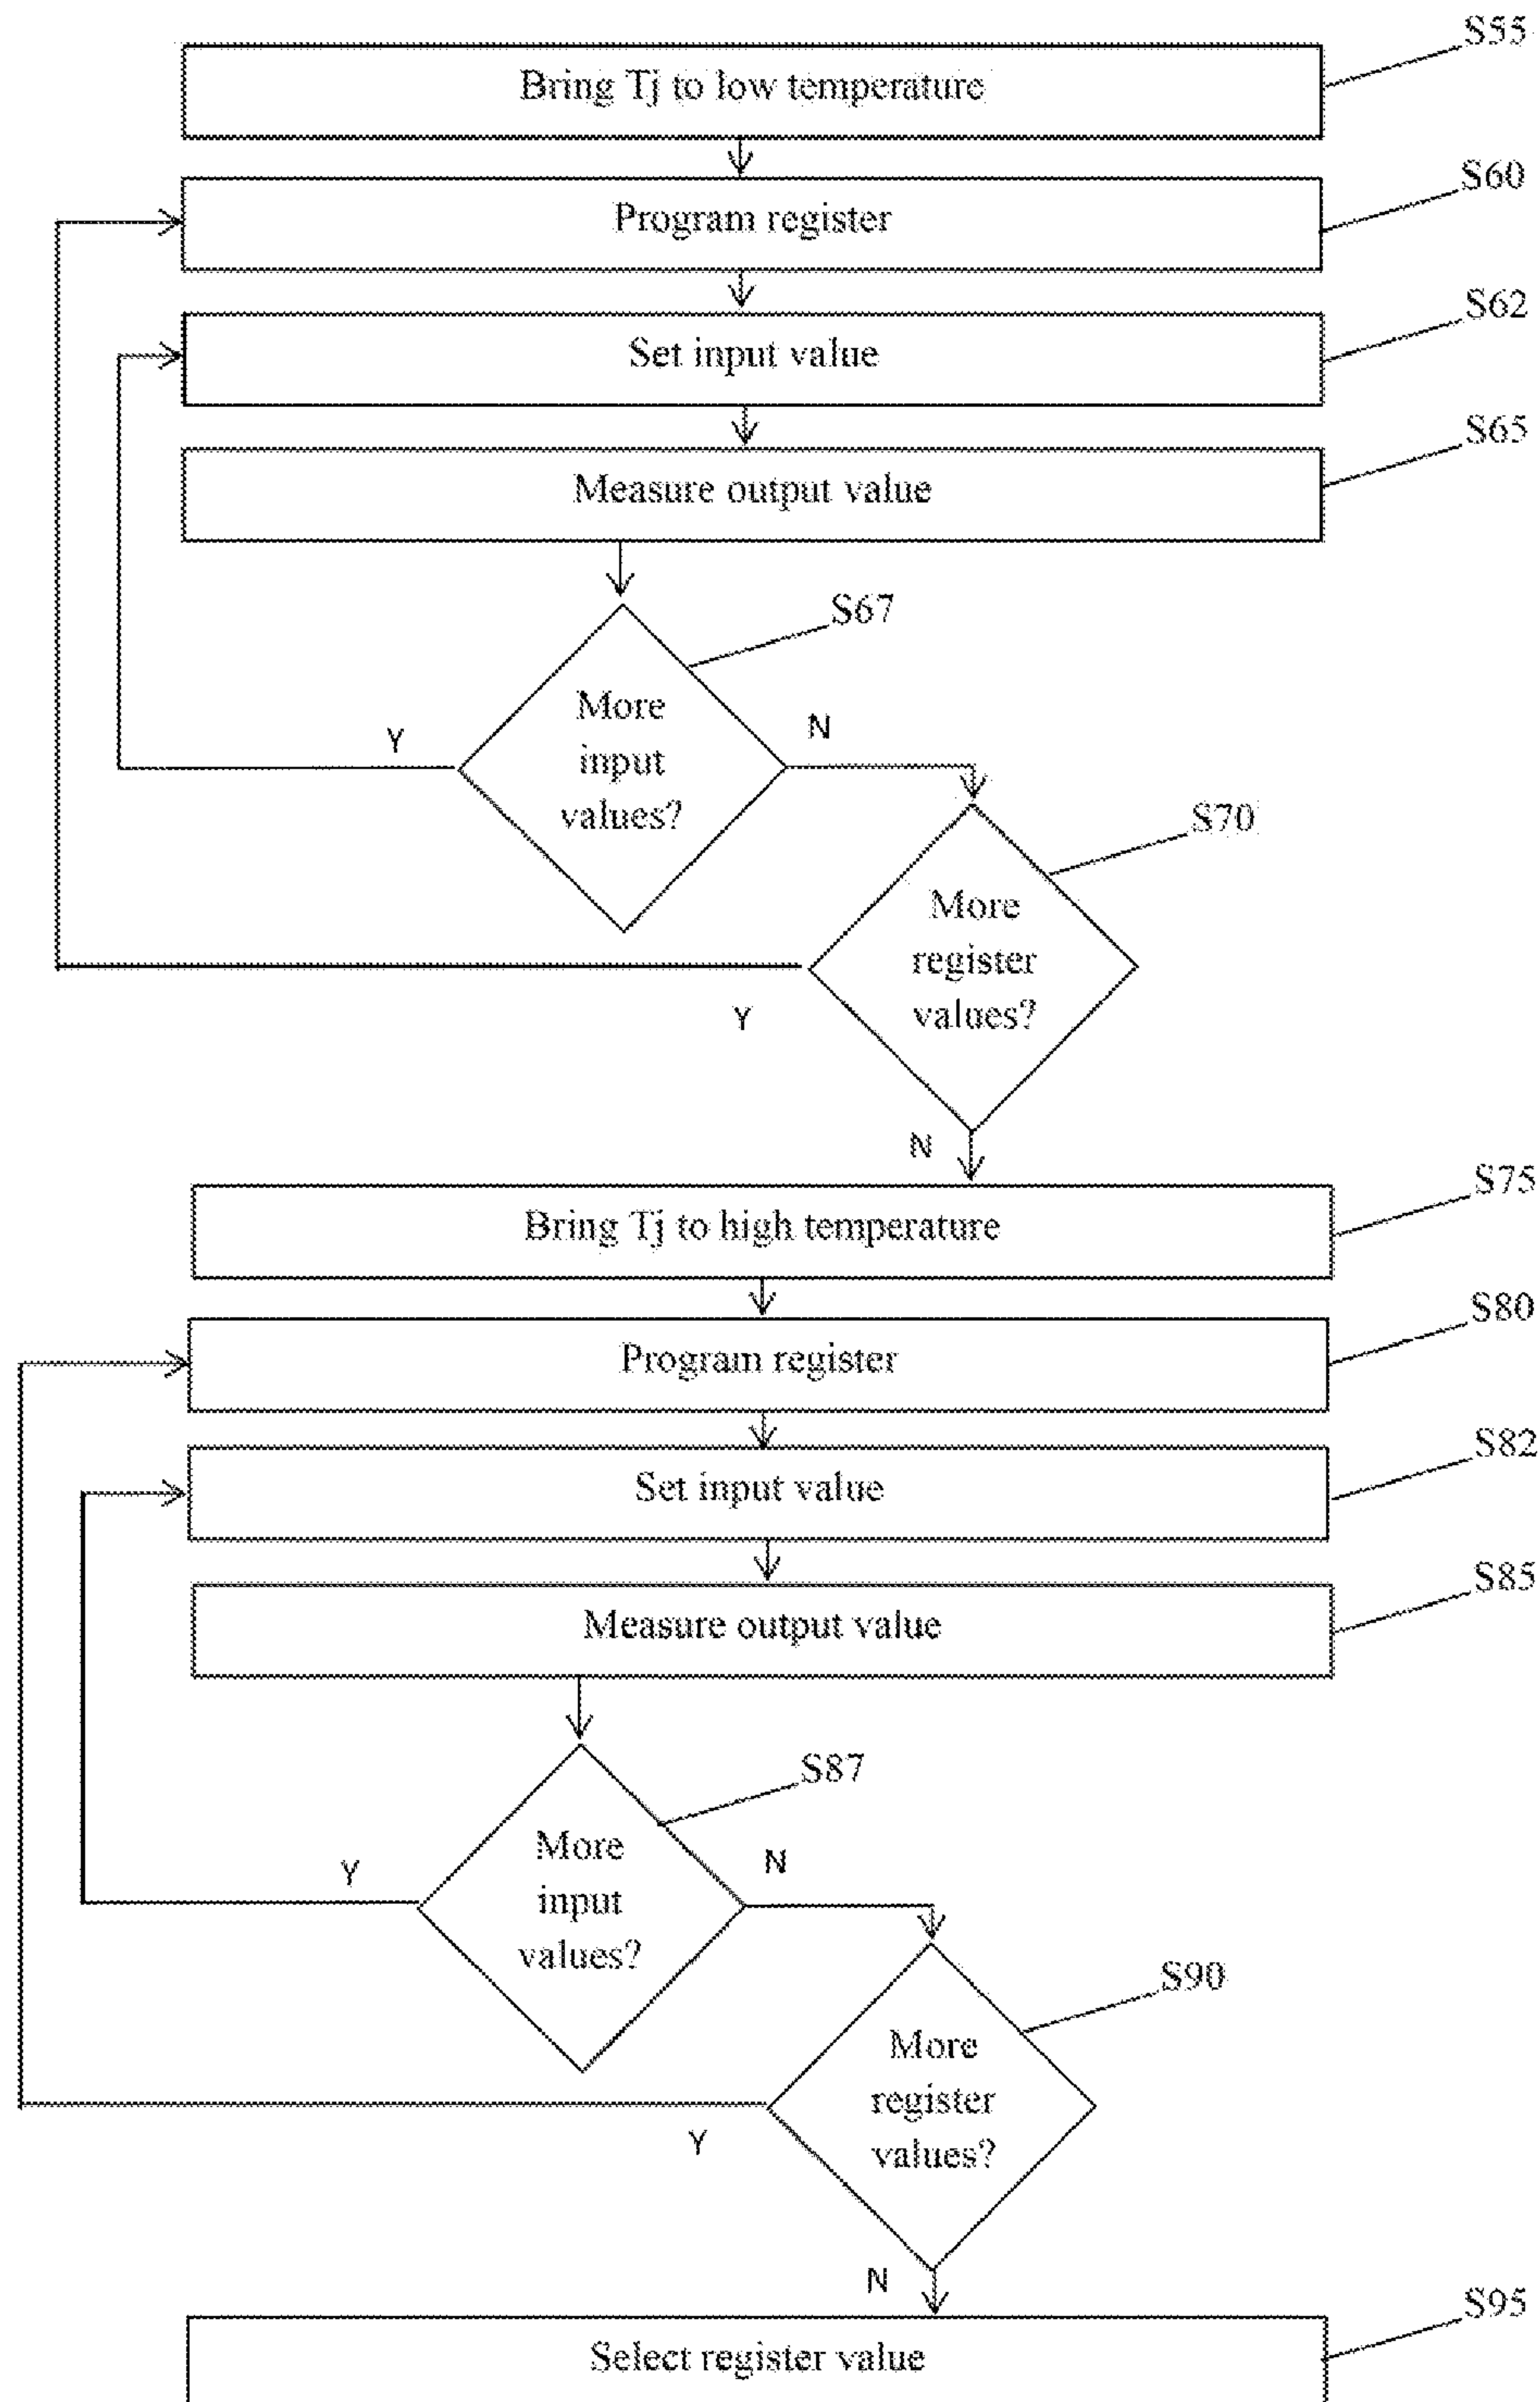 S55
Bring Tj to low temperature
S60
Program register
S62
Set input value
S65
Measure output value
S67
More
input
values?
Y
N
S70
More
register
values?
Y
N
S75
Bring Tj to high temperature
S80
Program register
S82
Set input value
S85
Measure output value
S87
More
input
values?
Y
N
S90
More
register
values?
Y
N
S95
Select register value